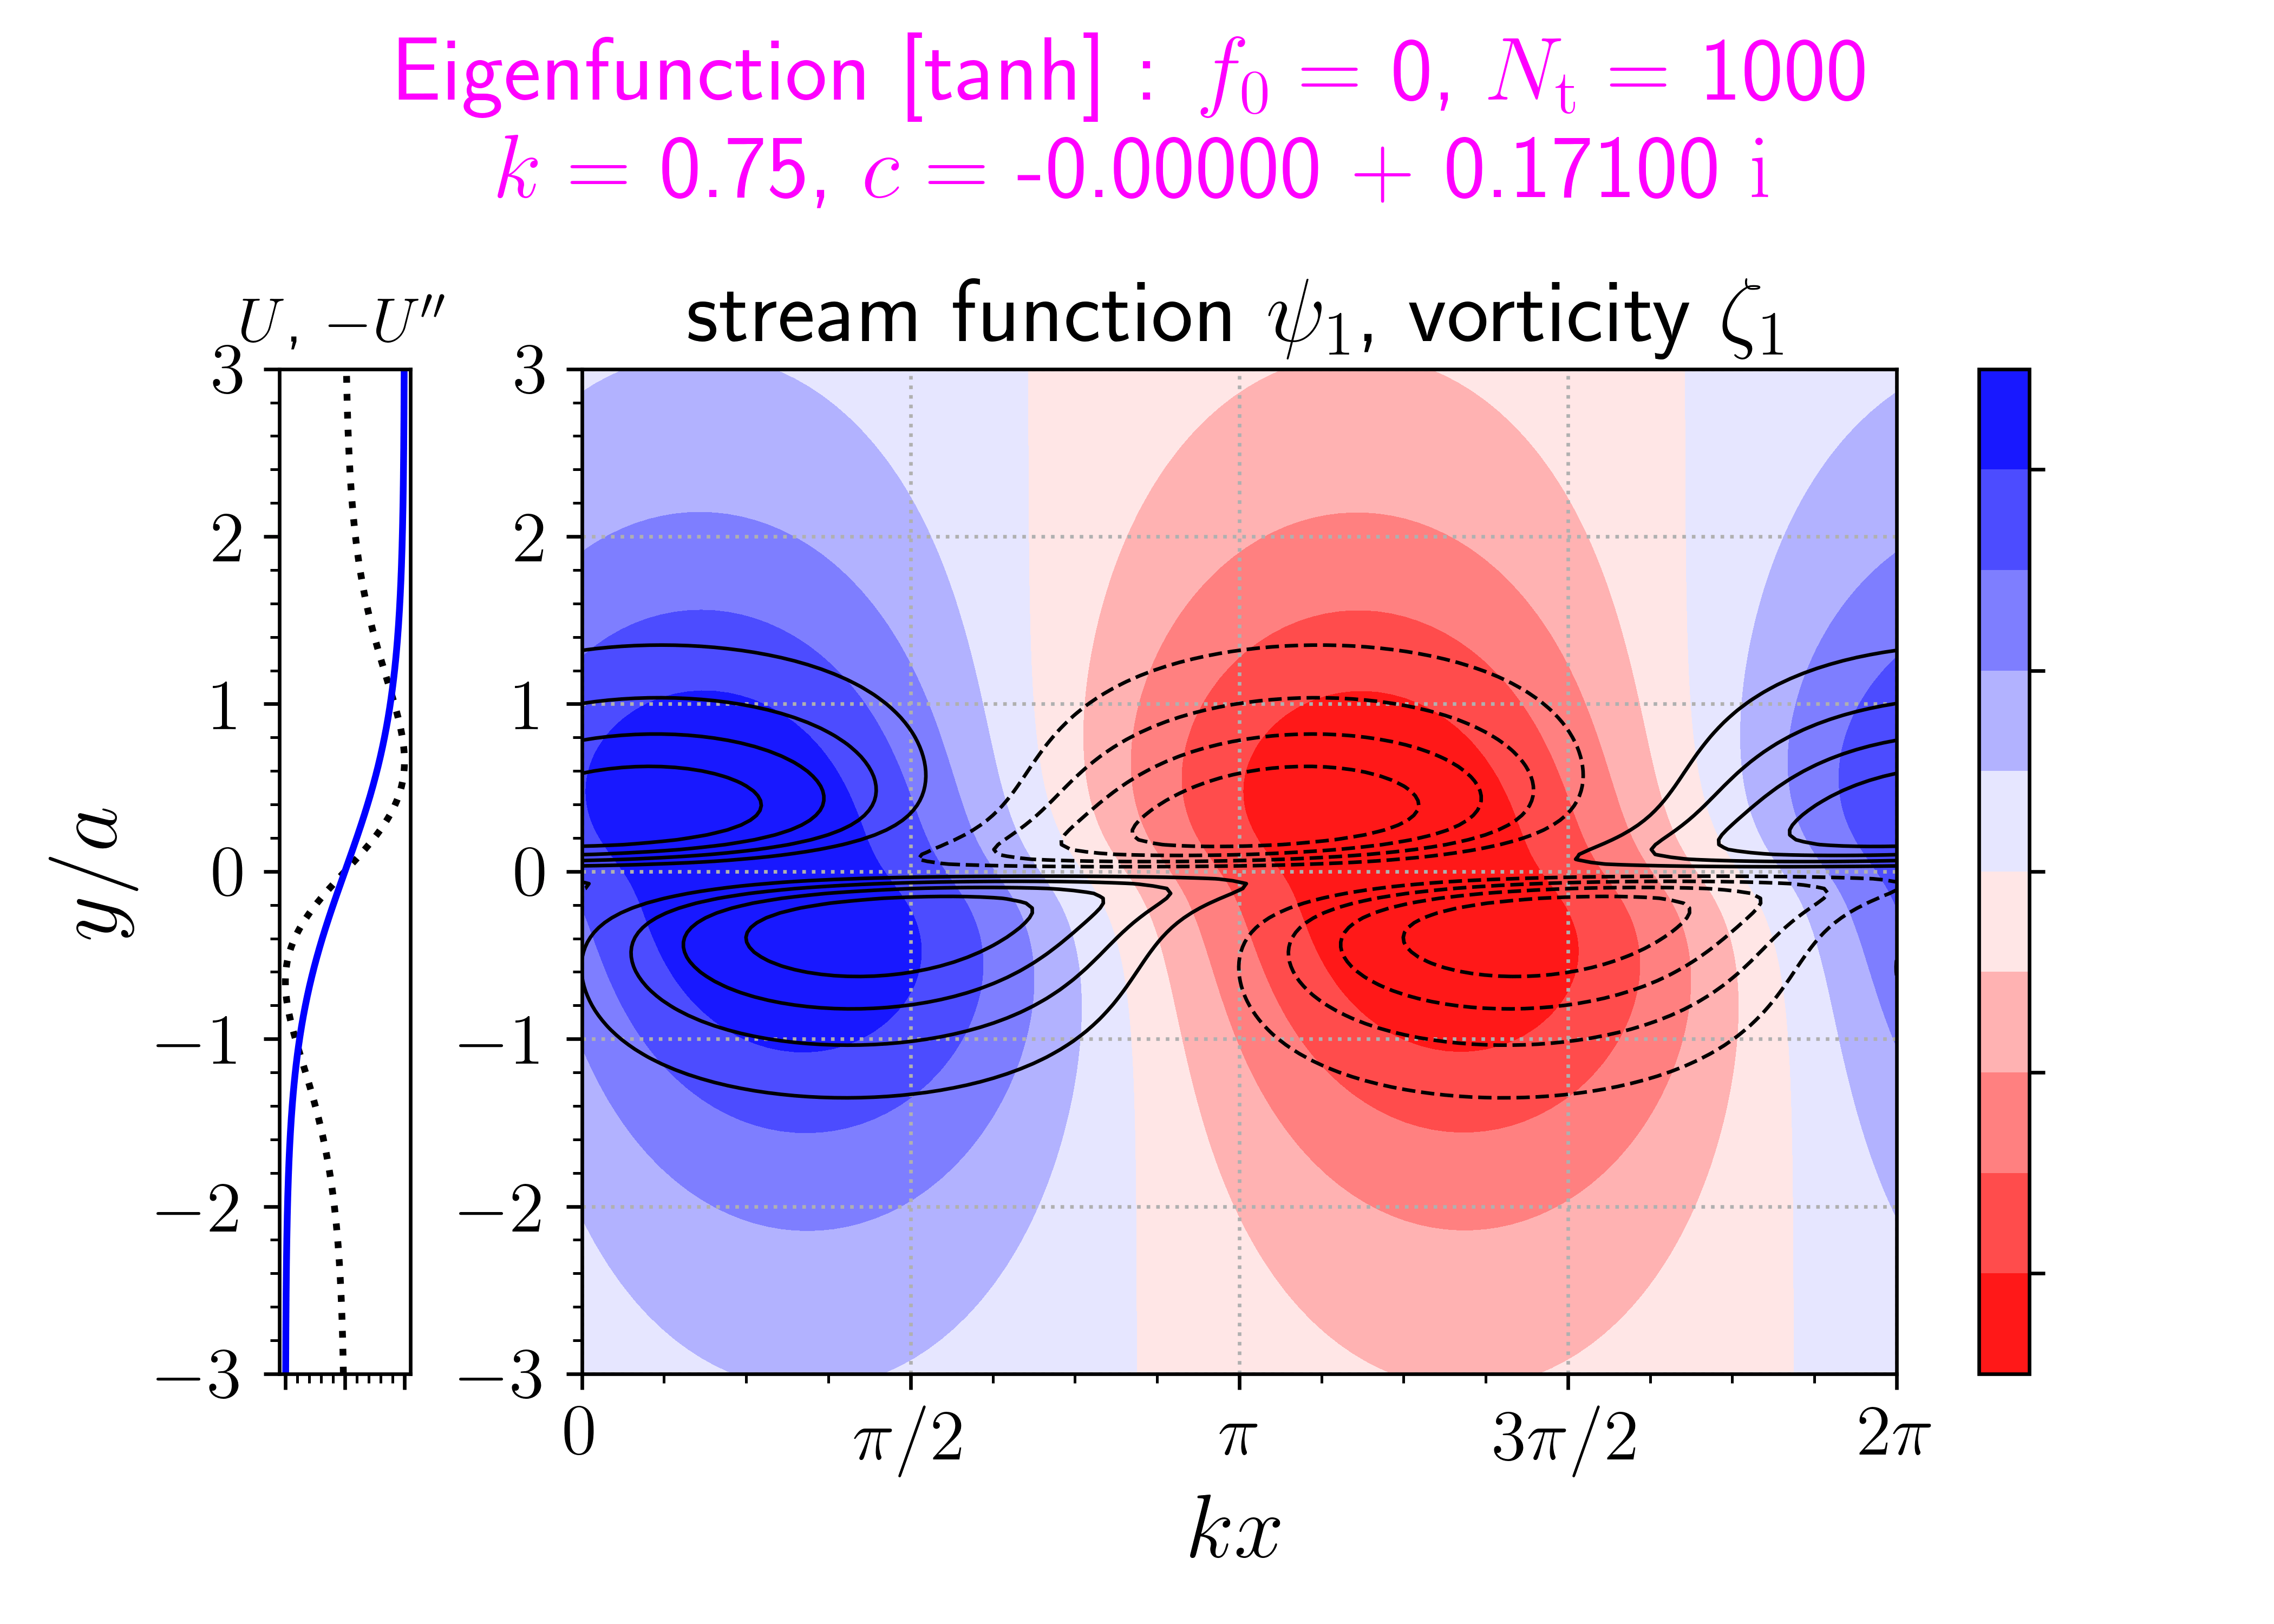 Eigenfunction [tanh] : f₀ = 0, Nₜ = 1000
k = 0.75, c = -0.00000 + 0.17100 i
U, −U″
stream function ψ₁, vorticity ζ₁
y/a
3
2
1
0
−1
−2
−3
3
2
1
0
−1
−2
−3
0 π/2 π 3π/2 2π
kx